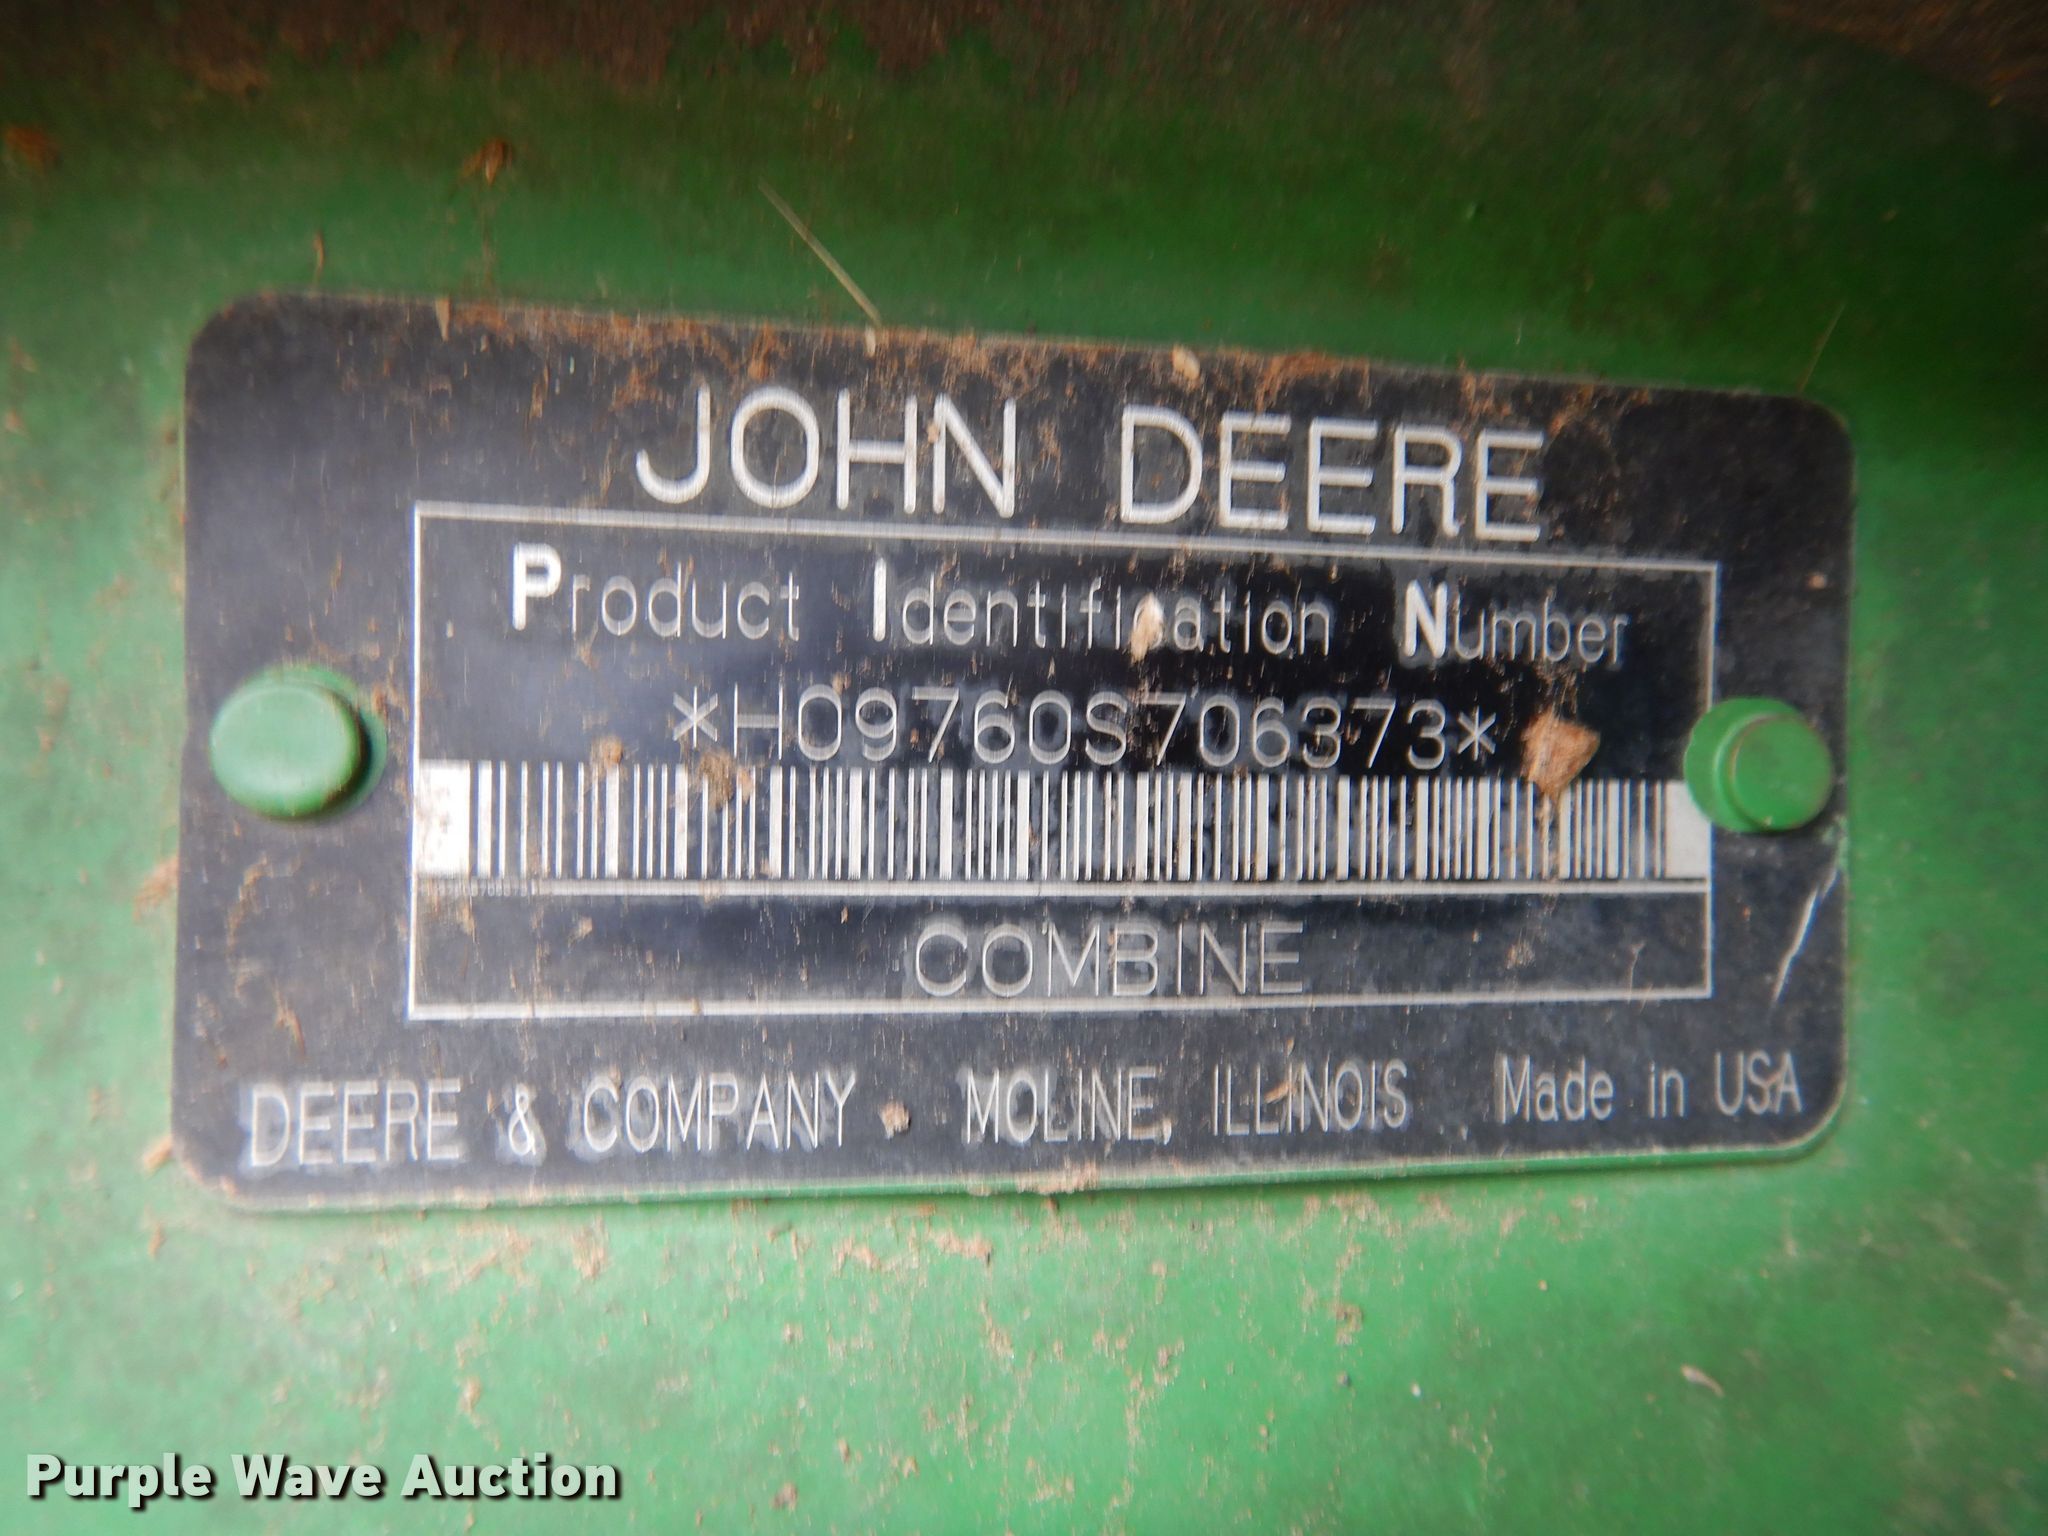 JOHN DEERE
Product Identification Number
*H09760S706373*
COMBINE
DEERE & COMPANY MOLINE, ILLINOIS Made in USA
Purple Wave Auction